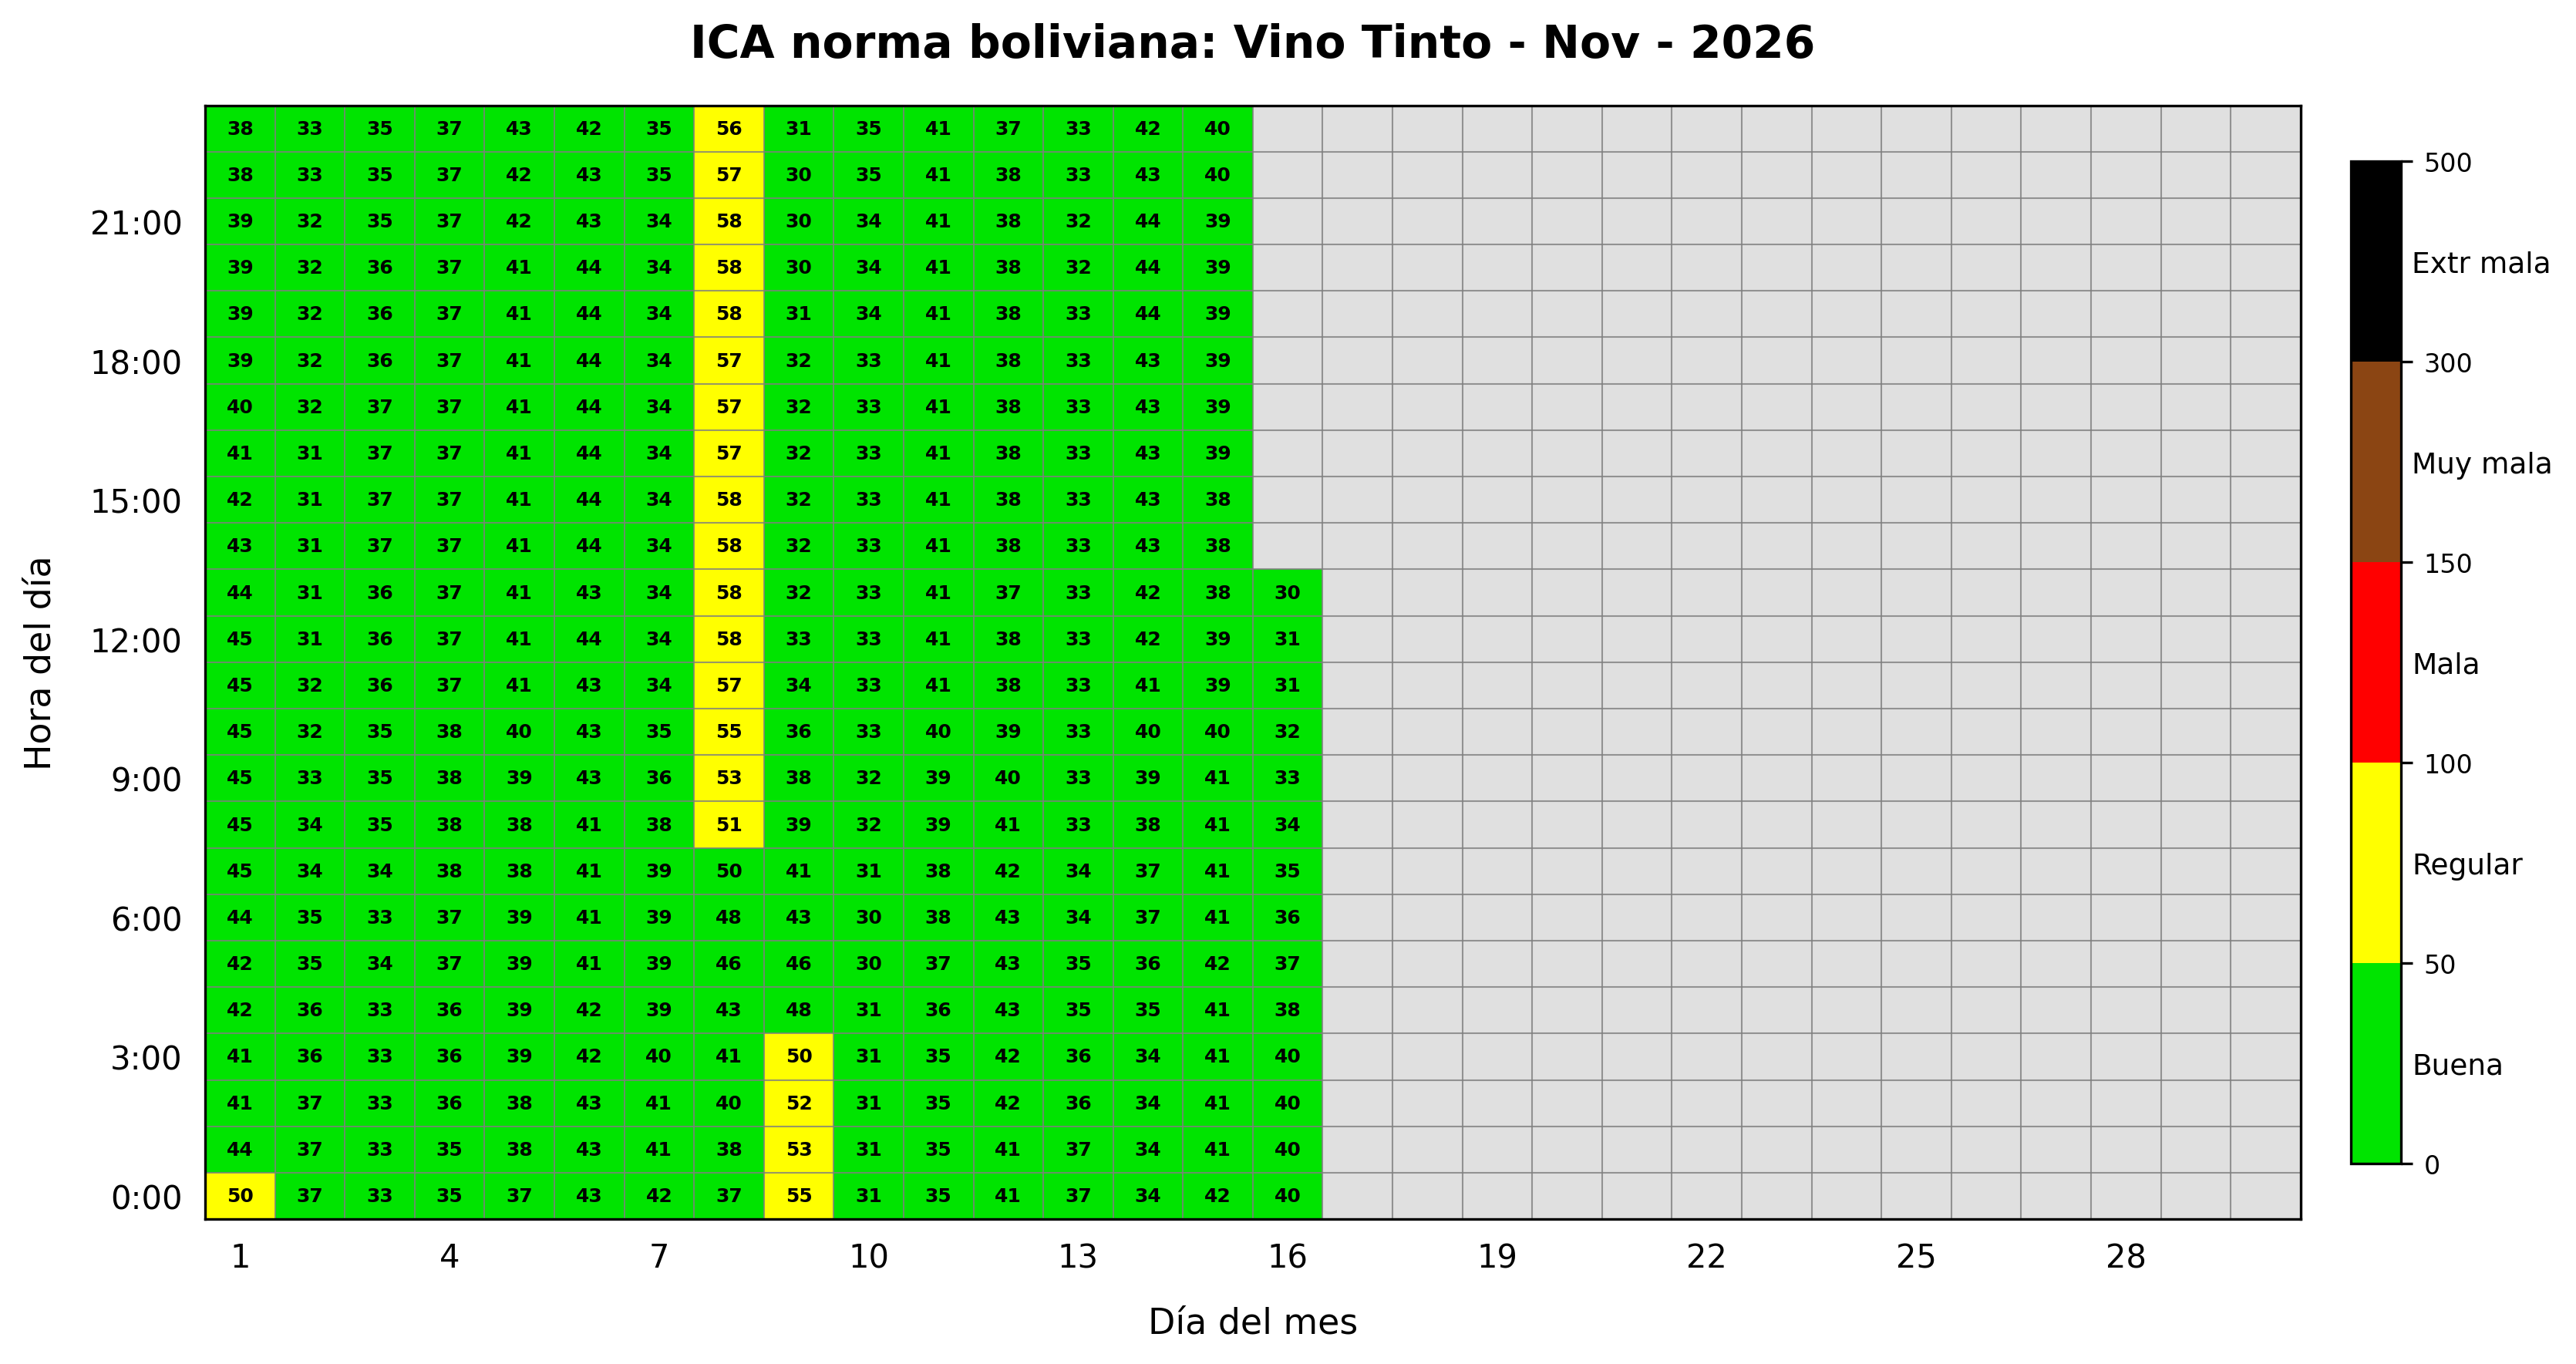 ICA norma boliviana: Vino Tinto - Nov - 2026
38 33 35 37 43 42 35 56 31 35 41 37 33 42 40
38 33 35 37 42 43 35 57 30 35 41 38 33 43 40
21:00 39 32 35 37 42 43 34 58 30 34 41 38 32 44 39
39 32 36 37 41 44 34 58 30 34 41 38 32 44 39
39 32 36 37 41 44 34 58 31 34 41 38 33 44 39
18:00 39 32 36 37 41 44 34 57 32 33 41 38 33 43 39
40 32 37 37 41 44 34 57 32 33 41 38 33 43 39
41 31 37 37 41 44 34 57 32 33 41 38 33 43 39
15:00 42 31 37 37 41 44 34 58 32 33 41 38 33 43 38
43 31 37 37 41 44 34 58 32 33 41 38 33 43 38
44 31 36 37 41 43 34 58 32 33 41 37 33 42 38 30
12:00 45 31 36 37 41 44 34 58 33 33 41 38 33 42 39 31
45 32 36 37 41 43 34 57 34 33 41 38 33 41 39 31
45 32 35 38 40 43 35 55 36 33 40 39 33 40 40 32
9:00 45 33 35 38 39 43 36 53 38 32 39 40 33 39 41 33
45 34 35 38 38 41 38 51 39 32 39 41 33 38 41 34
45 34 34 38 38 41 39 50 41 31 38 42 34 37 41 35
6:00 44 35 33 37 39 41 39 48 43 30 38 43 34 37 41 36
42 35 34 37 39 41 39 46 46 30 37 43 35 36 42 37
42 36 33 36 39 42 39 43 48 31 36 43 35 35 41 38
3:00 41 36 33 36 39 42 40 41 50 31 35 42 36 34 41 40
41 37 33 36 38 43 41 40 52 31 35 42 36 34 41 40
44 37 33 35 38 43 41 38 53 31 35 41 37 34 41 40
0:00 50 37 33 35 37 43 42 37 55 31 35 41 37 34 42 40
1 4 7 10 13 16 19 22 25 28
Día del mes
Hora del día
500
Extr mala
300
Muy mala
150
Mala
100
Regular
50
Buena
0